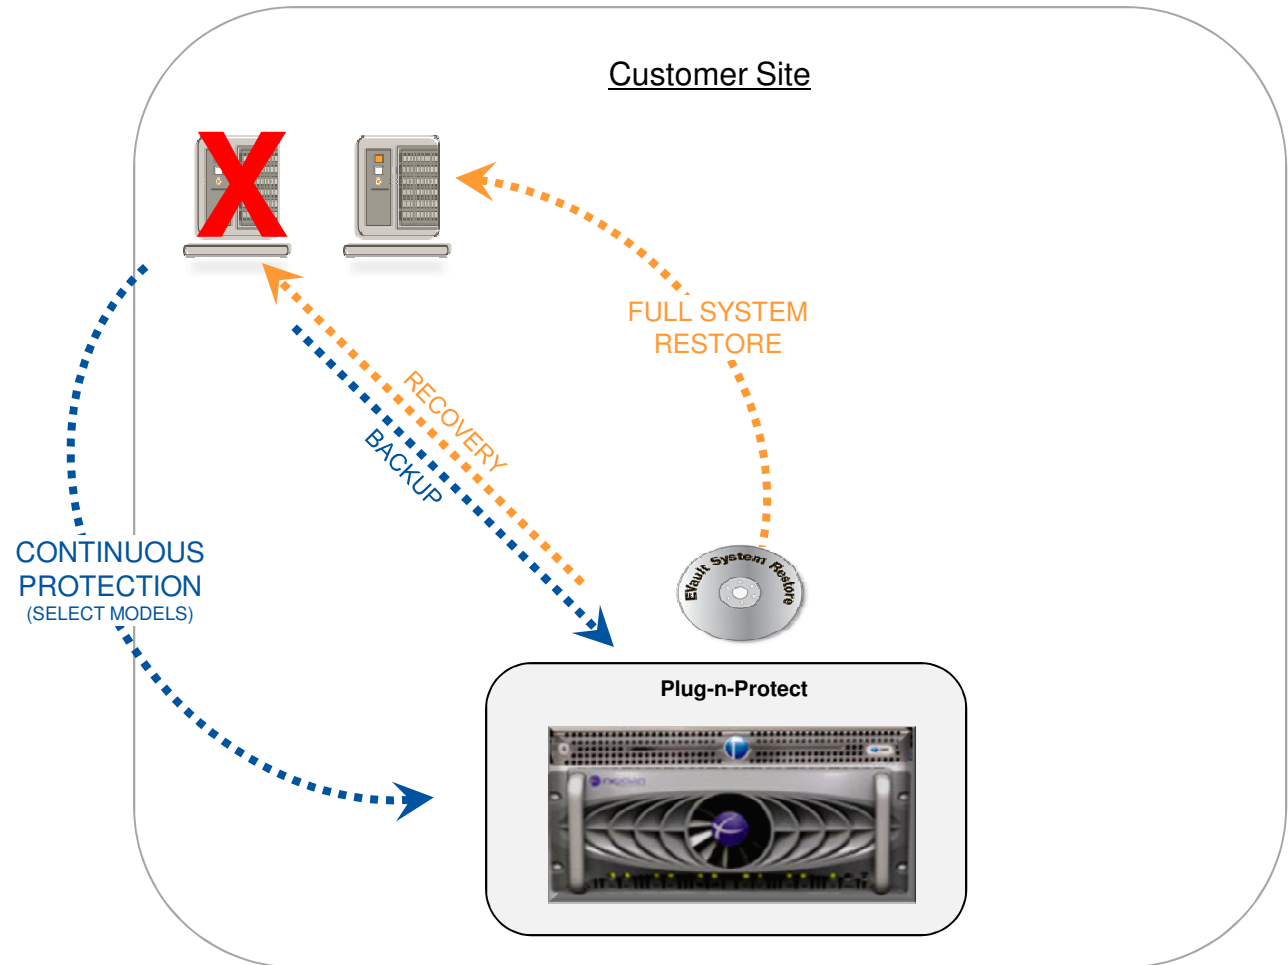 Customer Site
X
FULL SYSTEM
RESTORE
RECOVERY
BACKUP
CONTINUOUS
PROTECTION
(SELECT MODELS)
EVault System Restore
Plug-n-Protect